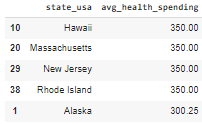 state_usa avg_health_spending
10 Hawaii 350.00
20 Massachusetts 350.00
29 New Jersey 350.00
38 Rhode Island 350.00
1 Alaska 300.25